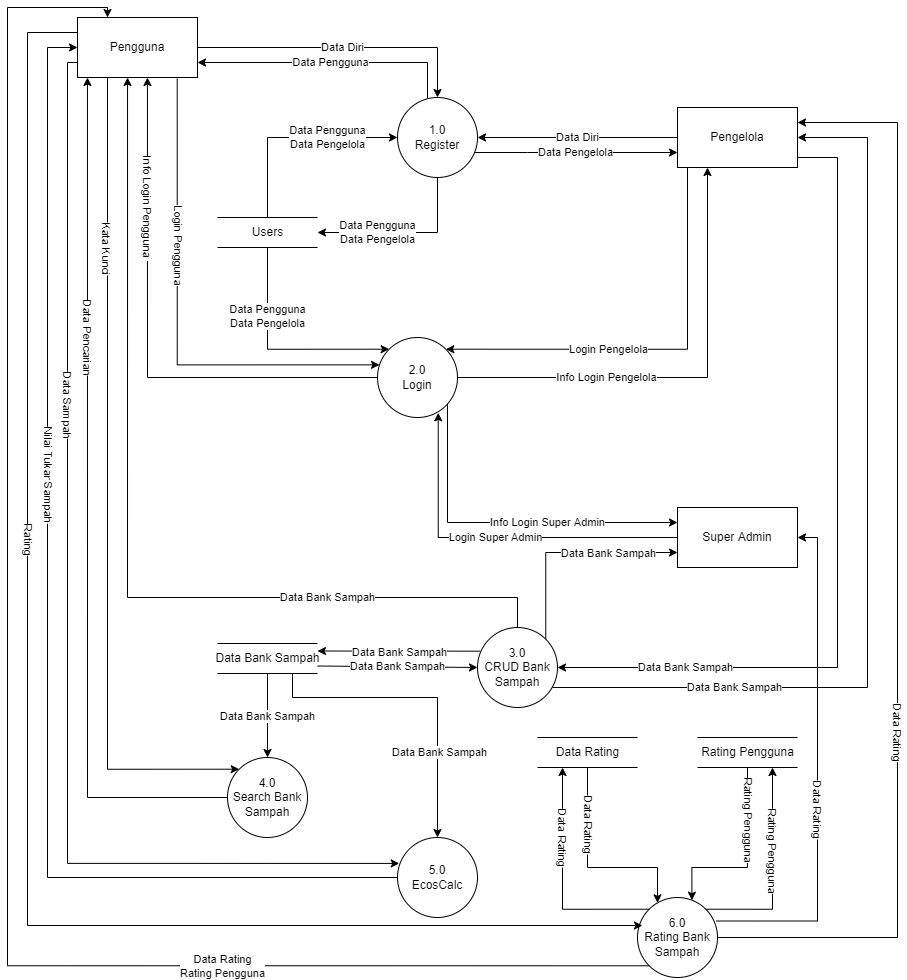 Pengguna
Data Diri
Data Pengguna
1.0
Register
Data Pengguna
Data Pengelola
Data Diri
Data Pengelola
Pengelola
Users
Data Pengguna
Data Pengelola
Info Login Pengguna
Login Pengguna
Kata Kunci
Data Pencarian
Data Sampah
Nilai Tukar Sampah
Rating
Data Pengguna
Data Pengelola
2.0
Login
Login Pengelola
Info Login Pengelola
Info Login Super Admin
Login Super Admin
Super Admin
Data Bank Sampah
Data Bank Sampah
Data Bank Sampah
Data Bank Sampah
Data Bank Sampah
3.0
CRUD Bank
Sampah
Data Bank Sampah
Data Bank Sampah
Data Bank Sampah
Data Bank Sampah
4.0
Search Bank
Sampah
5.0
EcosCalc
Data Rating
Rating Pengguna
Data Rating
Data Rating
Rating Pengguna
Rating Pengguna
Data Rating
Data Rating
6.0
Rating Bank
Sampah
Data Rating
Rating Pengguna